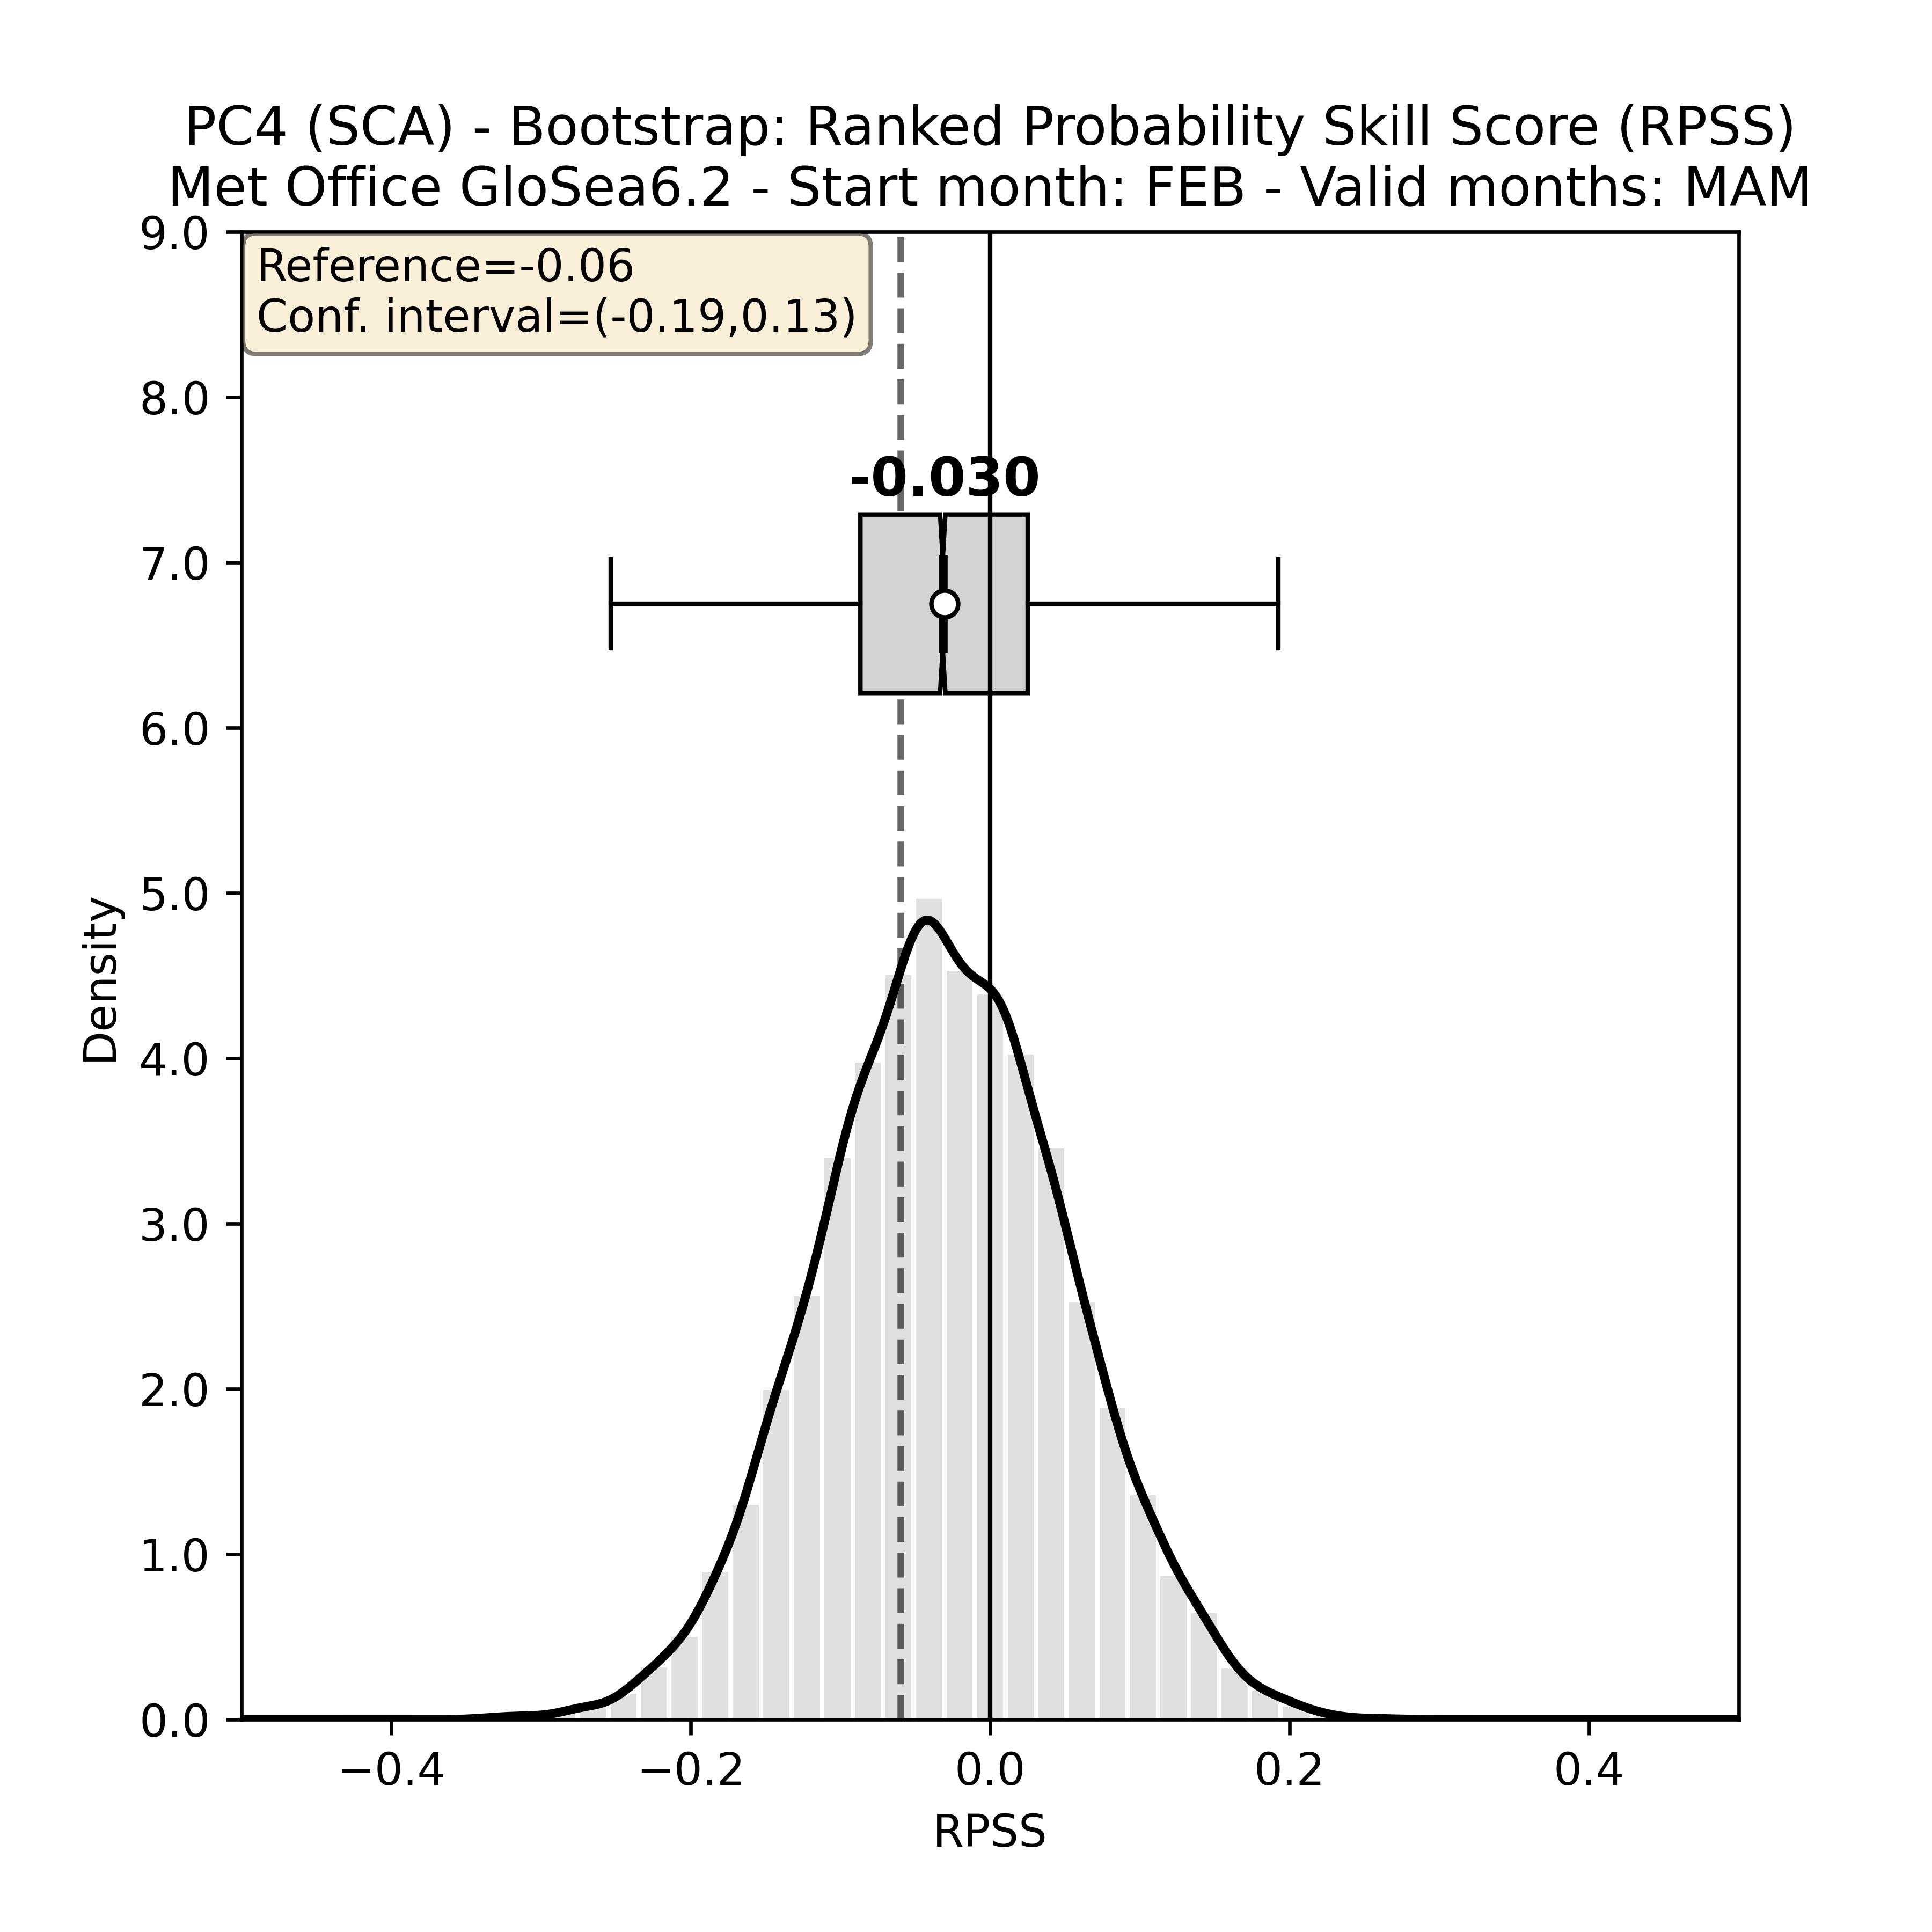 PC4 (SCA) - Bootstrap: Ranked Probability Skill Score (RPSS)
Met Office GloSea6.2 - Start month: FEB - Valid months: MAM
9.0
Reference=-0.06
Conf. interval=(-0.19,0.13)
8.0
-0.030
7.0
6.0
5.0
Density
4.0
3.0
2.0
1.0
0.0
−0.4 −0.2 0.0 0.2 0.4
RPSS